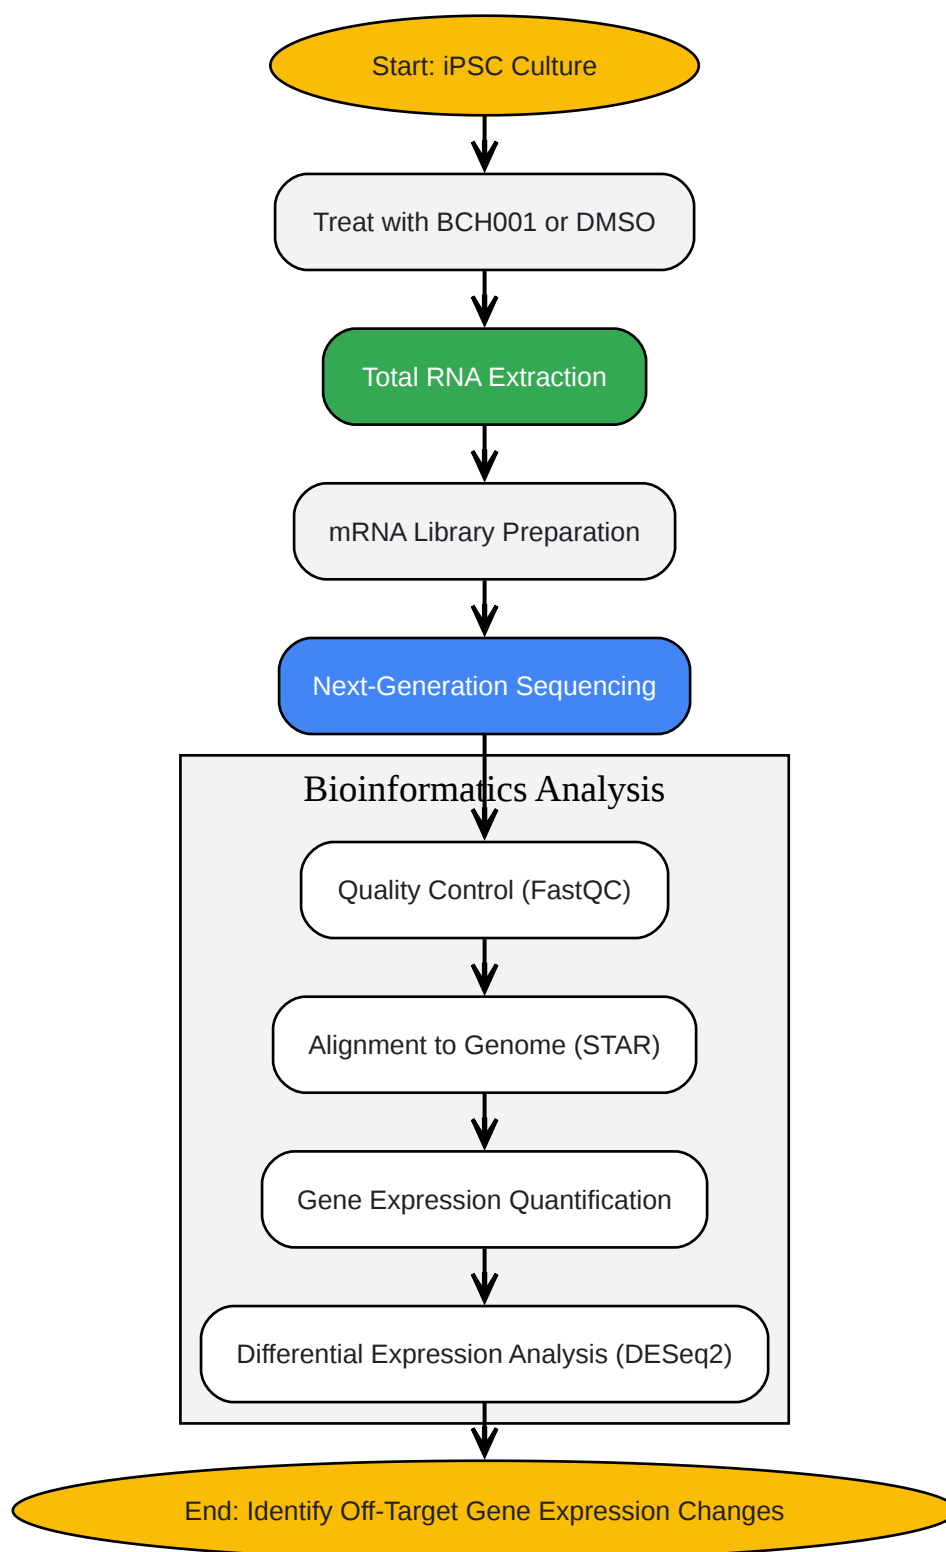 Start: iPSC Culture
Treat with BCH001 or DMSO
Total RNA Extraction
mRNA Library Preparation
Next-Generation Sequencing
Bioinformatics Analysis
Quality Control (FastQC)
Alignment to Genome (STAR)
Gene Expression Quantification
Differential Expression Analysis (DESeq2)
End: Identify Off-Target Gene Expression Changes